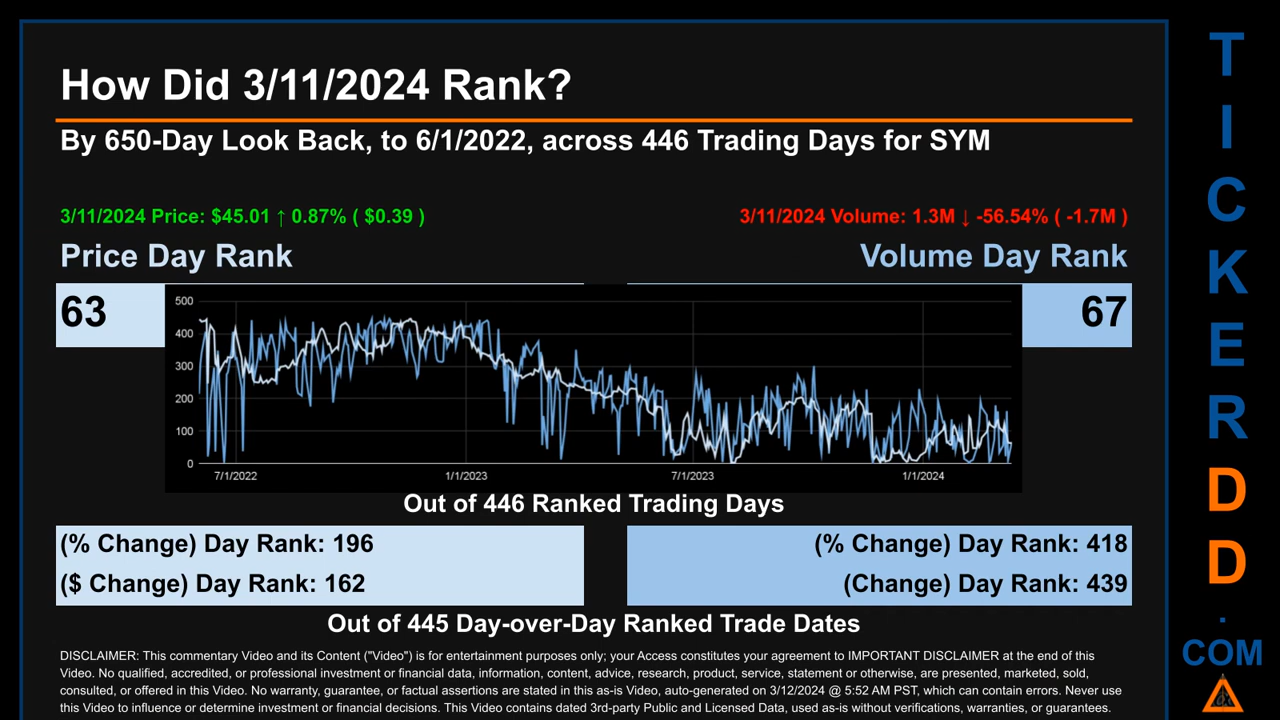 How Did 3/11/2024 Rank?
By 650-Day Look Back, to 6/1/2022, across 446 Trading Days for SYM
3/11/2024 Price: $45.01 ↑ 0.87% ( $0.39 )
3/11/2024 Volume: 1.3M ↓ -56.54% ( -1.7M )
Price Day Rank
Volume Day Rank
63
67
500
400
300
200
100
0
7/1/2022
1/1/2023
7/1/2023
1/1/2024
Out of 446 Ranked Trading Days
(% Change) Day Rank: 196
($ Change) Day Rank: 162
(% Change) Day Rank: 418
(Change) Day Rank: 439
Out of 445 Day-over-Day Ranked Trade Dates
DISCLAIMER: This commentary Video and its Content ("Video") is for entertainment purposes only; your Access constitutes your agreement to IMPORTANT DISCLAIMER at the end of this
Video. No qualified, accredited, or professional investment or financial data, information, content, advice, research, product, service, statement or otherwise, are presented, marketed, sold,
consulted, or offered in this Video. No warranty, guarantee, or factual assertions are stated in this as-is Video, auto-generated on 3/12/2024 @ 5:52 AM PST, which can contain errors. Never use
this Video to influence or determine investment or financial decisions. This Video contains dated 3rd-party Public and Licensed Data, used as-is without verifications, warranties, or guarantees.
T
I
C
K
E
R
D
D
.
COM